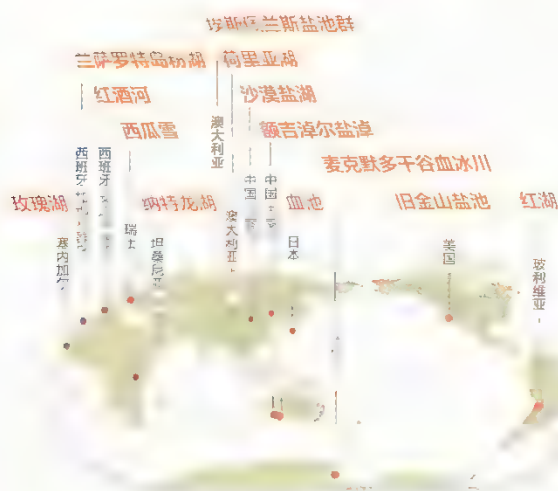 斯
兰斯盐池群
兰萨罗特岛
湖
荷里亚湖
红酒河
沙漠盐湖
西瓜雪
澳大利亚
额吉淖尔盐淖
西班牙
西班牙
中国
中国
麦克默多干谷血冰川
玫瑰湖
纳特龙湖
血池
旧金山盐池
红湖
塞内加尔
瑞士
坦桑尼亚
澳大利亚
日本
美国
玻利维亚